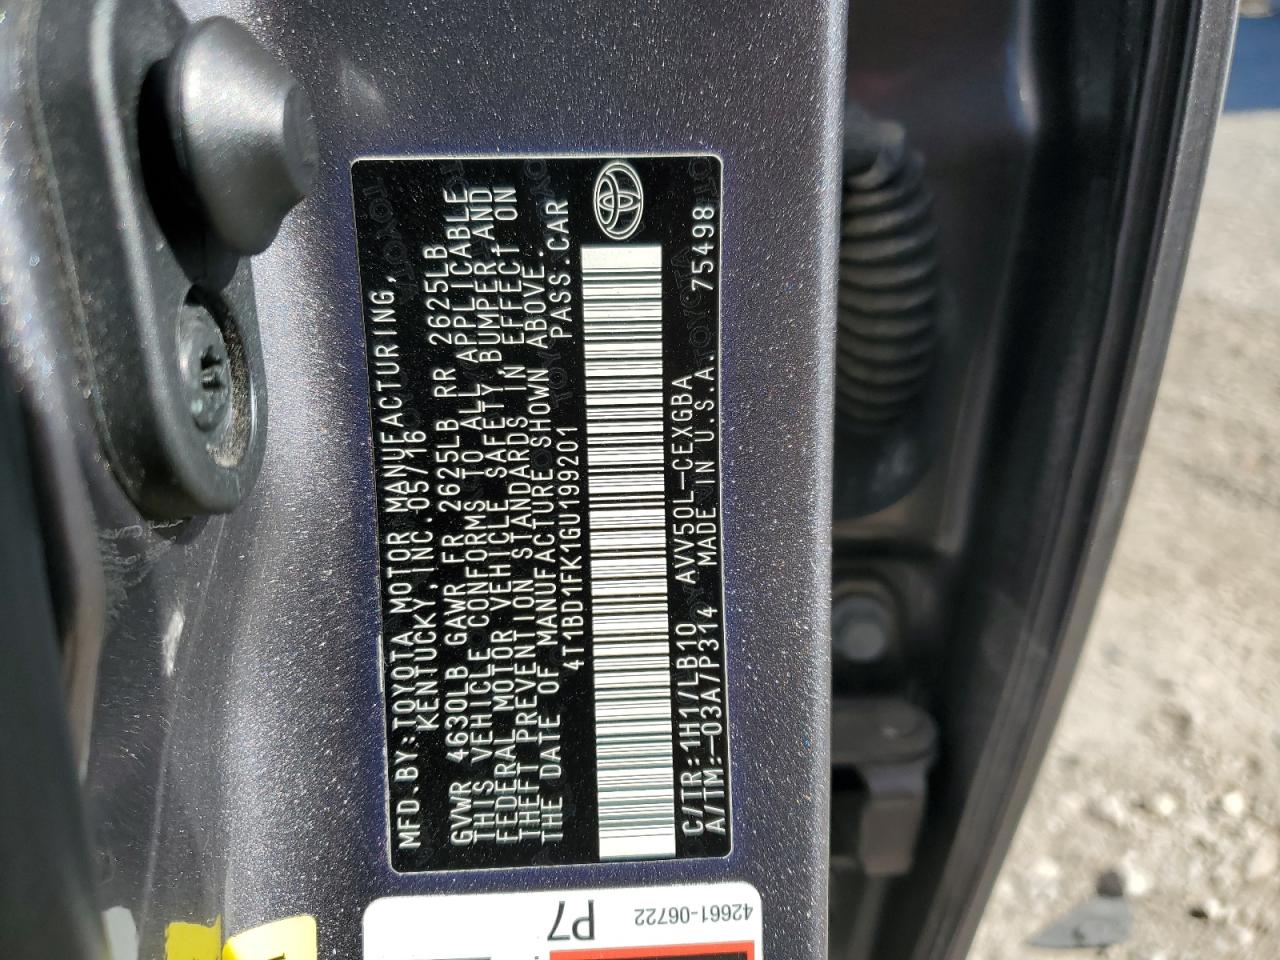 MFD.BY:TOYOTA MOTOR MANUFACTURING,
KENTUCKY INC. 05/16
GVWR 4630LB GAWR FR 2625LB RR 2625LB
THIS VEHICLE CONFORMS TO ALL APPLICABLE
FEDERAL MOTOR VEHICLE SAFETY, BUMPER AND
THEFT PREVENTION STANDARDS IN EFFECT ON
THE DATE OF MANUFACTURE SHOWN ABOVE.
4T1BD1FK1GU199201 PASS.CAR
C/TR:1H1/LB10 AVV50L-CEXGBA
A/TM:-03A/P314 MADE IN U.S.A. 75498
42661-06722
P7